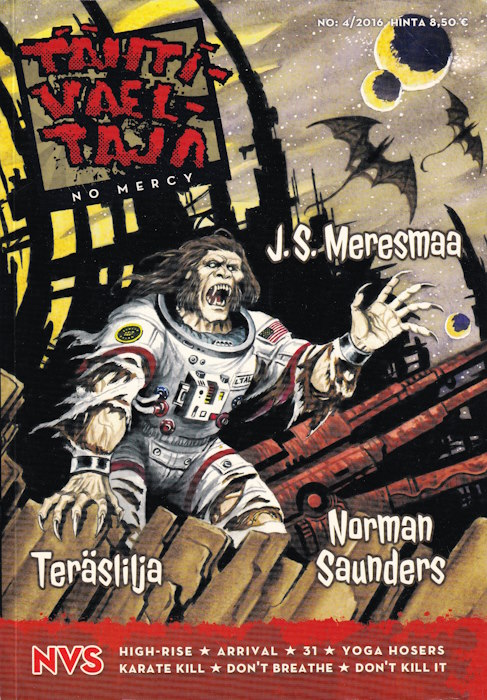 NO: 4/2016 HINTA 8,50 €
TÄHTI-
VAEL-
TAJA
NO MERCY
J. S. Meresmaa
Teräslilja
Norman
Saunders
NVS
HIGH-RISE ★ ARRIVAL ★ 31 ★ YOGA HOSERS
KARATE KILL ★ DON'T BREATHE ★ DON'T KILL IT